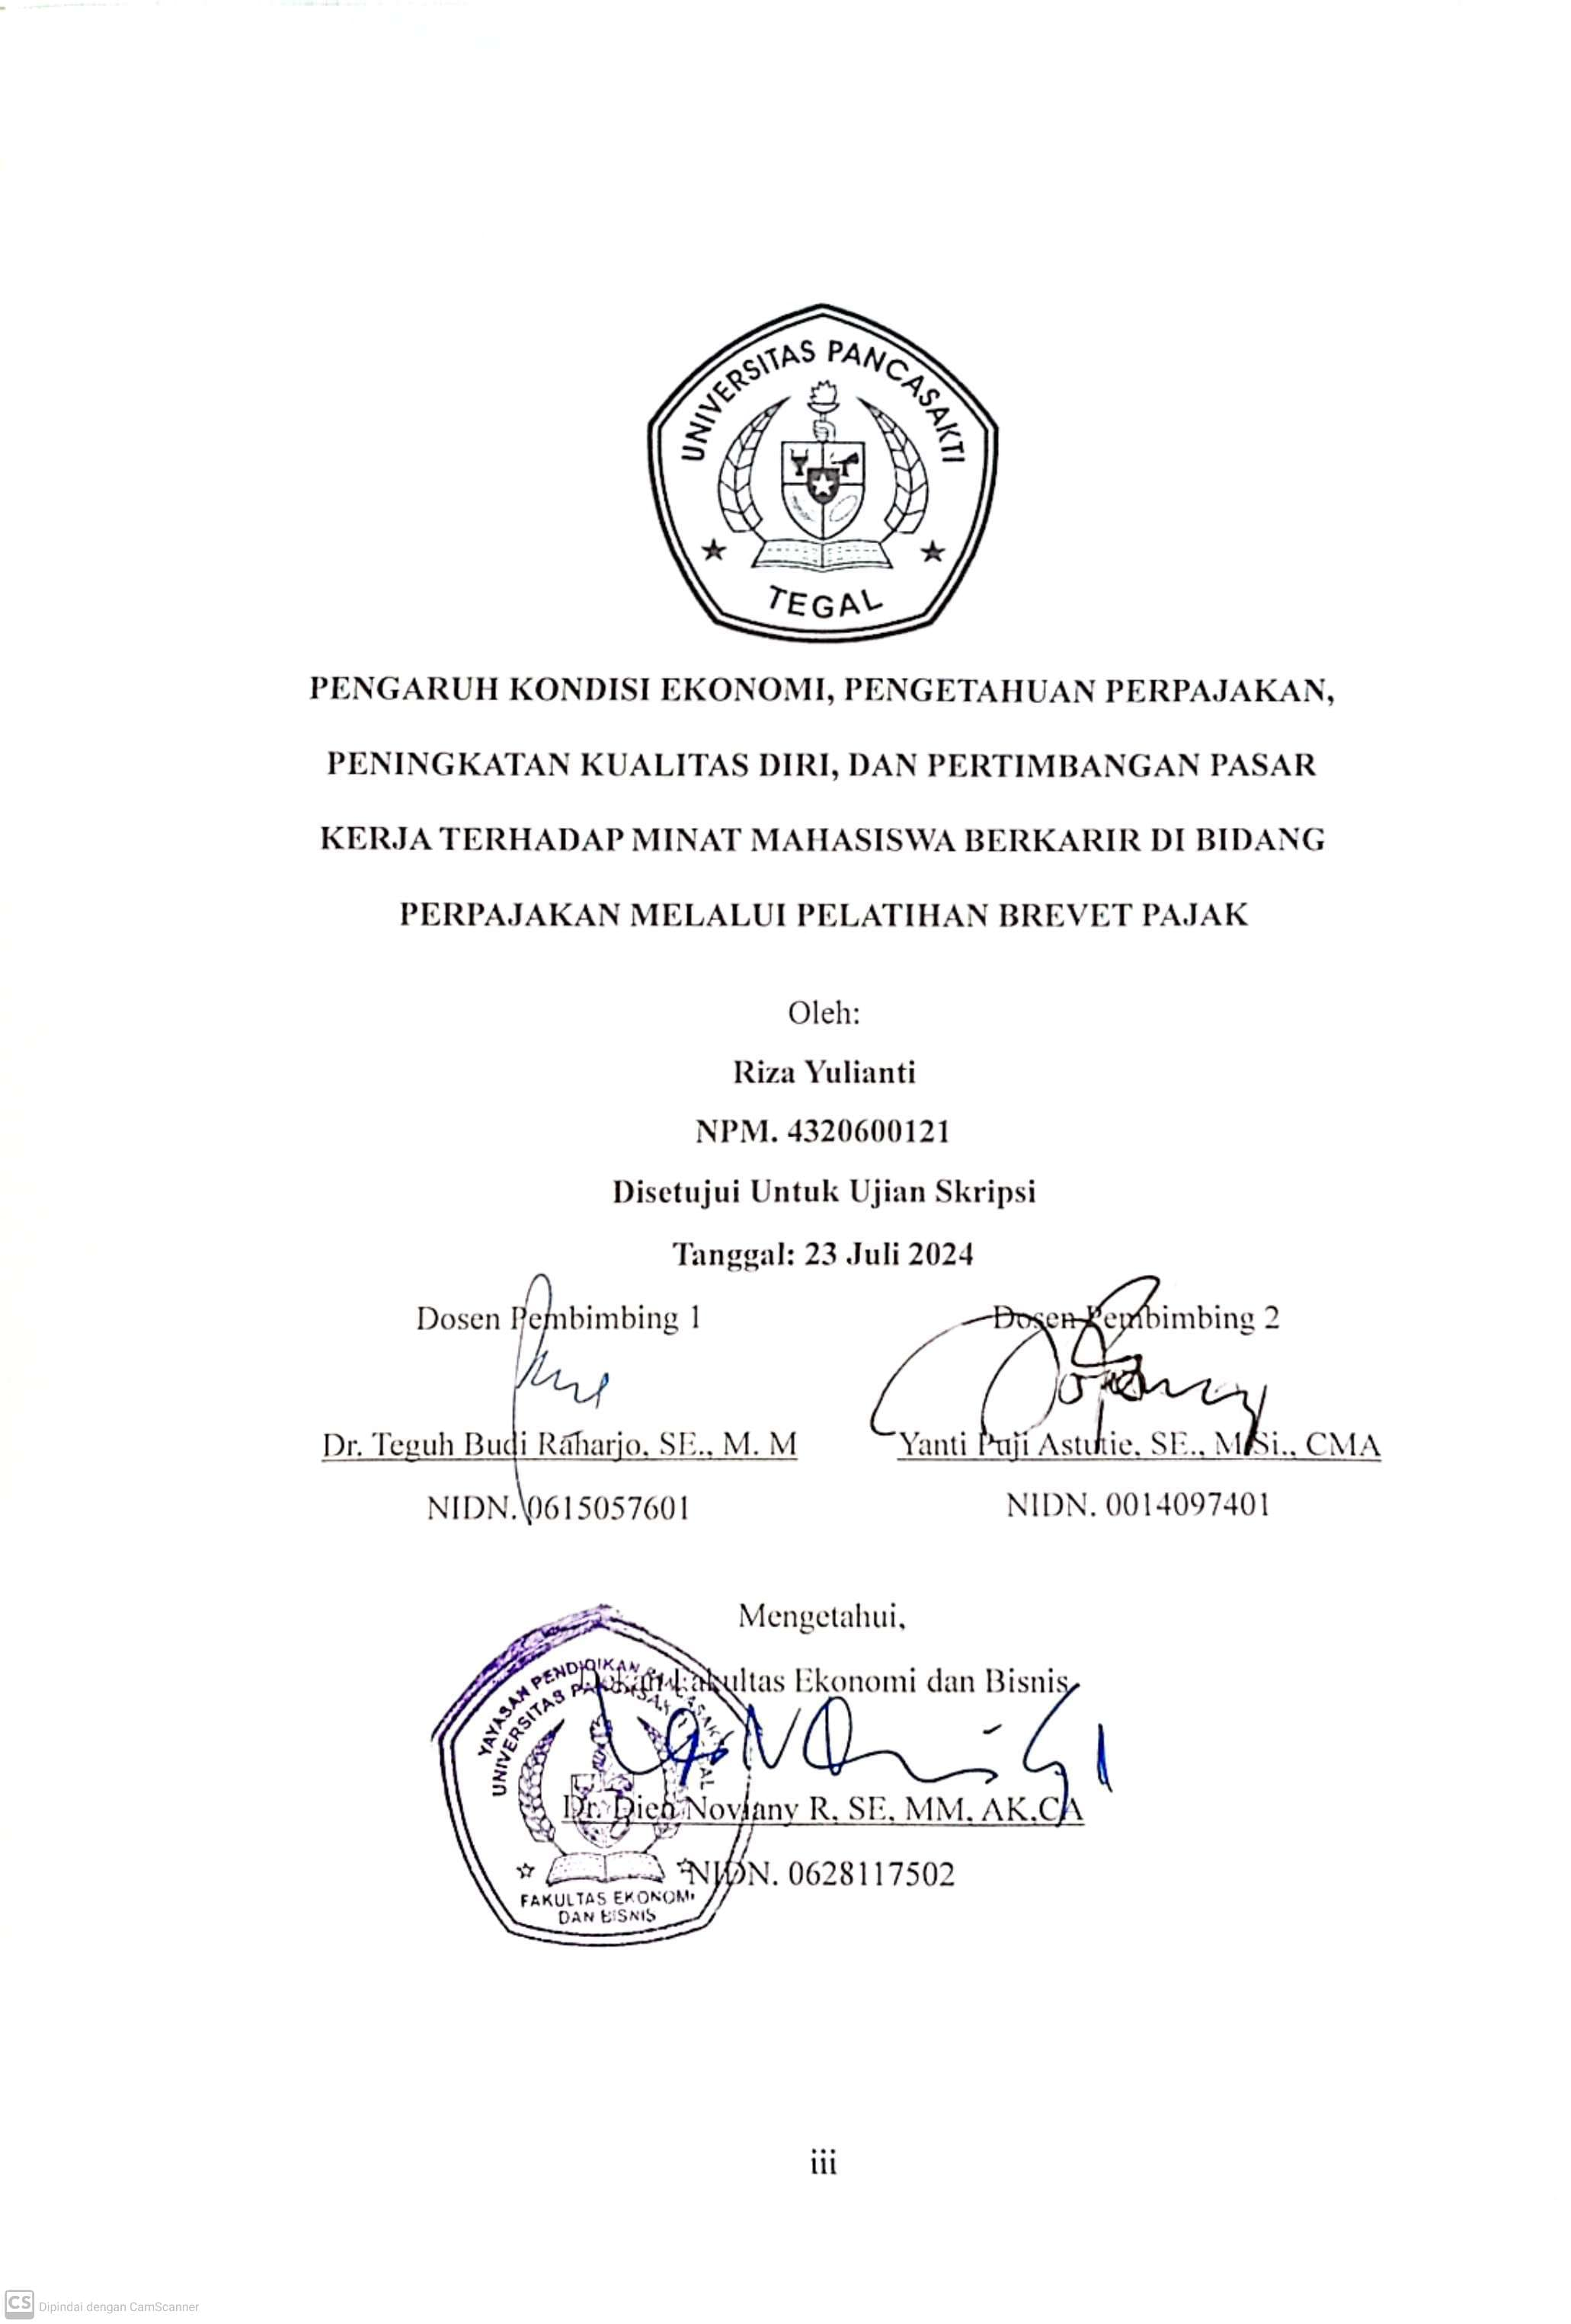 UNIVERSITAS PANCASAKTI
TEGAL
PENGARUH KONDISI EKONOMI, PENGETAHUAN PERPAJAKAN,
PENINGKATAN KUALITAS DIRI, DAN PERTIMBANGAN PASAR
KERJA TERHADAP MINAT MAHASISWA BERKARIR DI BIDANG
PERPAJAKAN MELALUI PELATIHAN BREVET PAJAK
Oleh:
Riza Yulianti
NPM. 4320600121
Disetujui Untuk Ujian Skripsi
Tanggal: 23 Juli 2024
Dosen Pembimbing 1 Dosen Pembimbing 2
Dr. Teguh Budi Raharjo, SE., M. M Yanti Puji Astutie, SE., M.Si., CMA
NIDN. 0615057601 NIDN. 0014097401
Mengetahui,
Dekan Fakultas Ekonomi dan Bisnis
YAYASAN PENDIDIKAN PANCASAKTI TEGAL
UNIVERSITAS PANCASAKTI
Dr. Dien Noviany R, SE, MM, AK,CA
NIDN. 0628117502
FAKULTAS EKONOMI
DAN BISNIS
iii
CS Dipindai dengan CamScanner